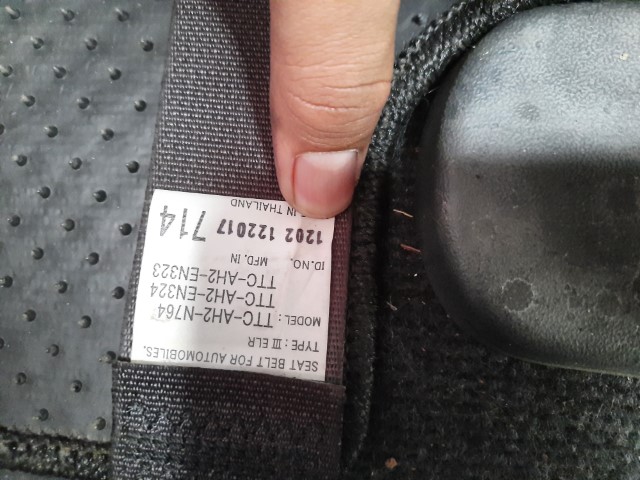 SEAT BELT FOR AUTOMOBILES.
TYPE : III ELR
MODEL : TTC-AH2-N764
TTC-AH2-EN324
TTC-AH2-EN323
ID.NO. MFD.IN
1202 122017 714
IN THAILAND